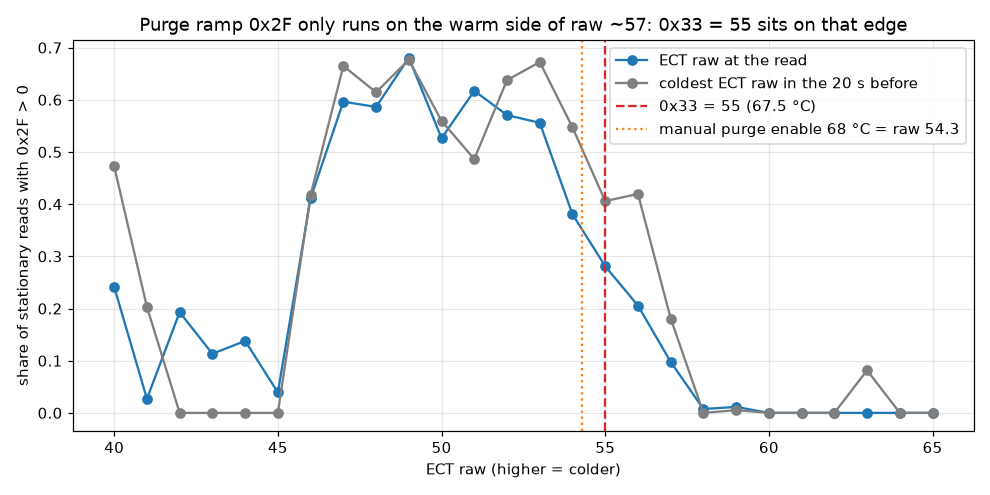 Purge ramp 0x2F only runs on the warm side of raw ~57: 0x33 = 55 sits on that edge
ECT raw at the read
coldest ECT raw in the 20 s before
0x33 = 55 (67.5 °C)
manual purge enable 68 °C = raw 54.3
share of stationary reads with 0x2F > 0
0.7
0.6
0.5
0.4
0.3
0.2
0.1
0.0
40
45
50
55
60
65
ECT raw (higher = colder)